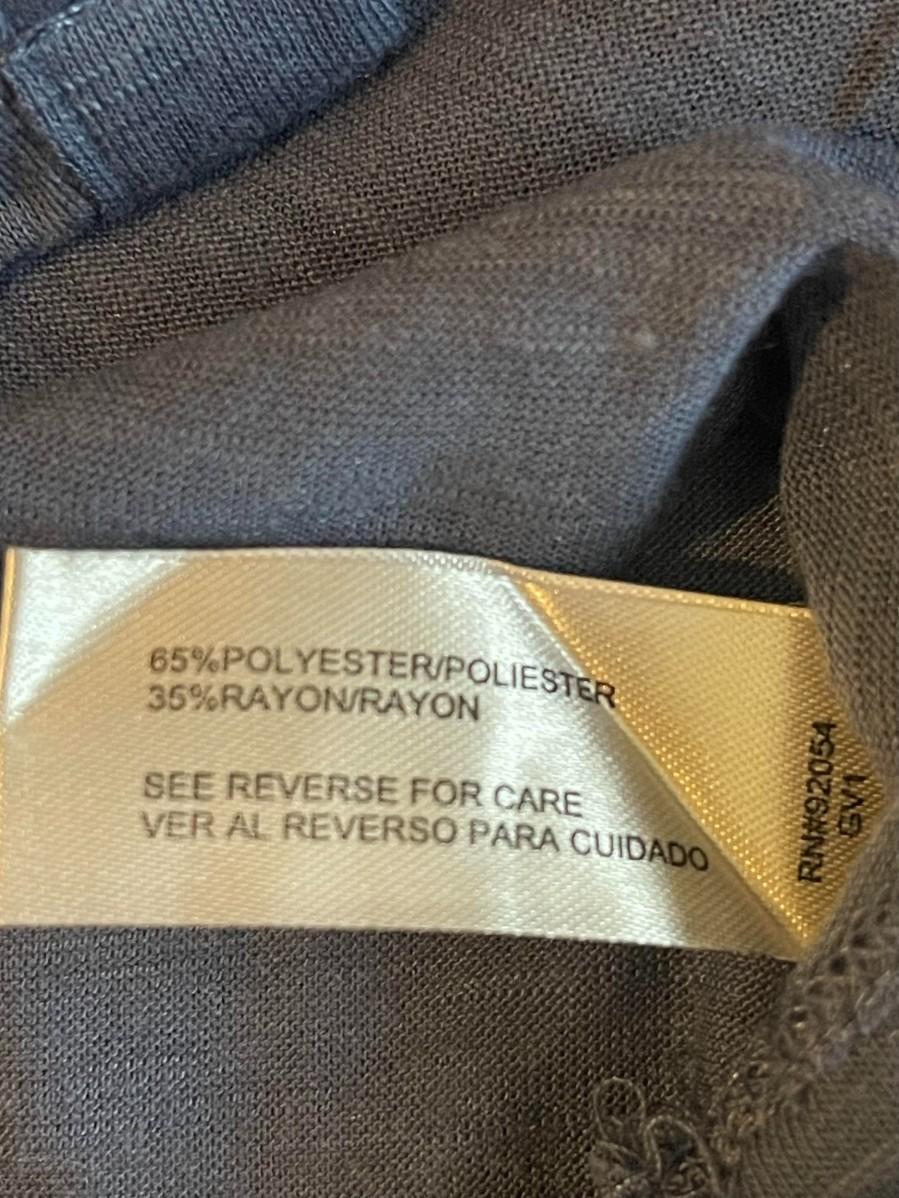 65%POLYESTER/POLIESTER
35%RAYON/RAYON
SEE REVERSE FOR CARE
VER AL REVERSO PARA CUIDADO
RN#92054
GV1